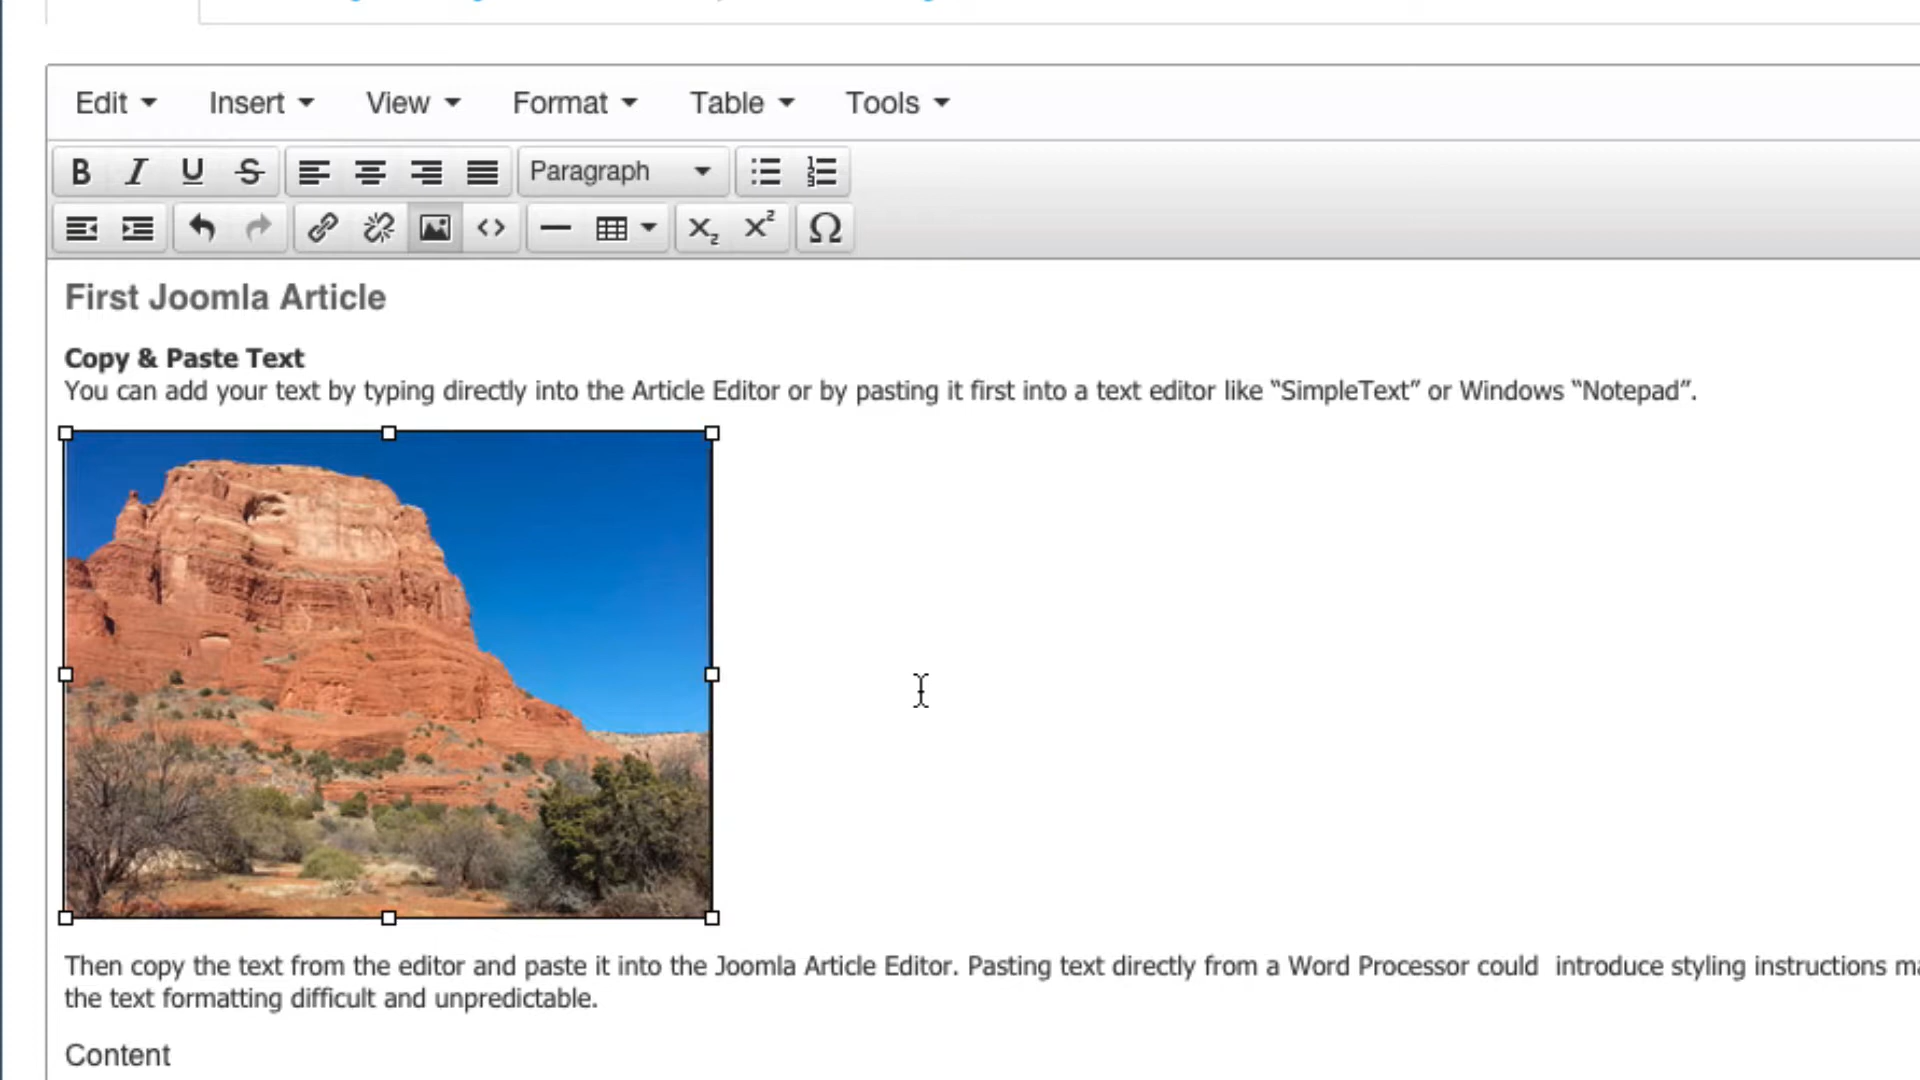 Edit Insert View Format Table Tools
B I U S Paragraph
X₂ X² Ω
First Joomla Article
Copy & Paste Text
You can add your text by typing directly into the Article Editor or by pasting it first into a text editor like “SimpleText” or Windows “Notepad”.
Then copy the text from the editor and paste it into the Joomla Article Editor. Pasting text directly from a Word Processor could introduce styling instructions
the text formatting difficult and unpredictable.
Content